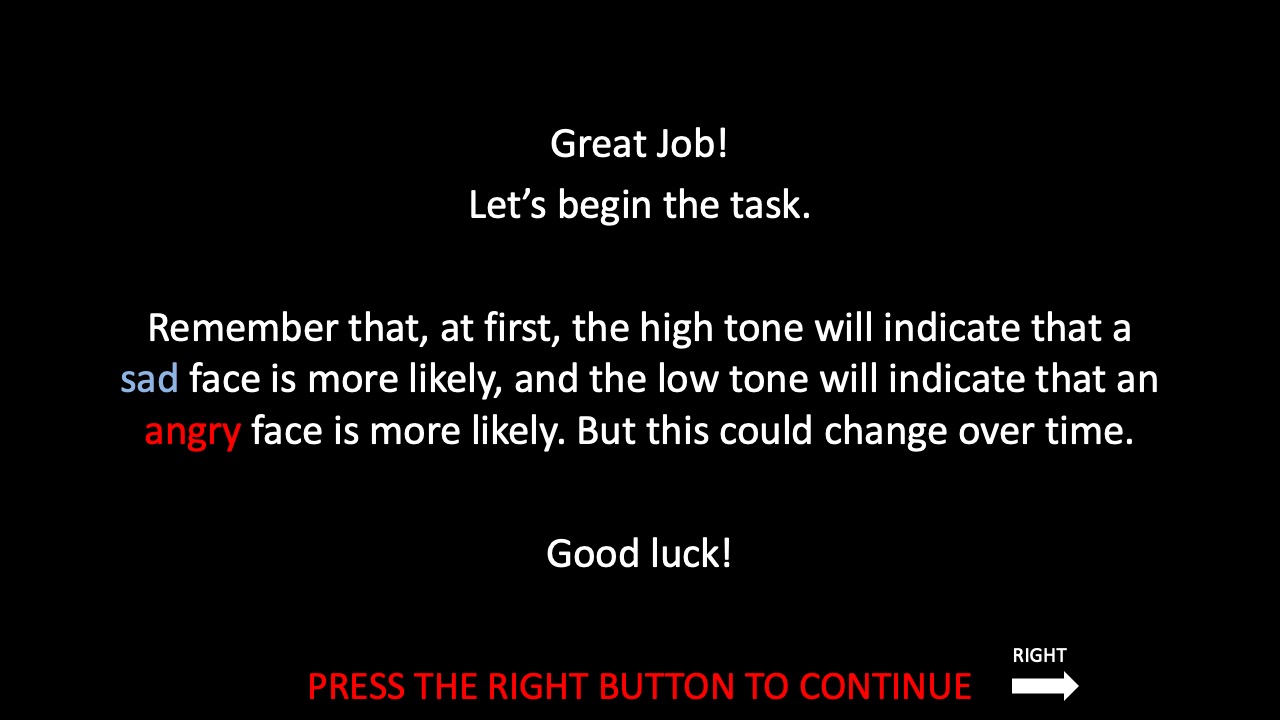 Great Job!
Let’s begin the task.
Remember that, at first, the high tone will indicate that a
sad face is more likely, and the low tone will indicate that an
angry face is more likely. But this could change over time.
Good luck!
RIGHT
PRESS THE RIGHT BUTTON TO CONTINUE